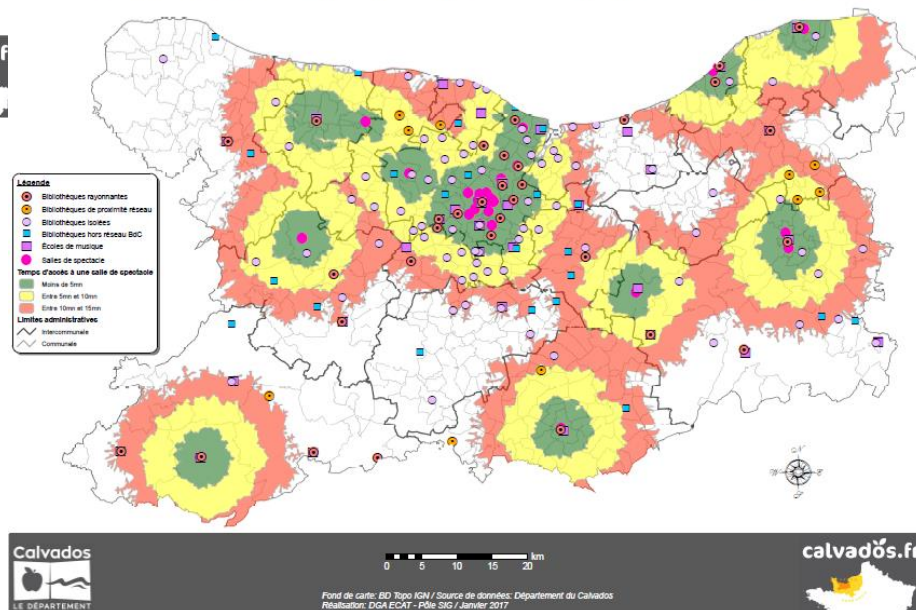 Légende
Bibliothèques rayonnantes
Bibliothèques de proximité réseau
Bibliothèques isolées
Bibliothèques hors réseau BdC
Écoles de musique
Salles de spectacle
Temps d'accès à une salle de spectacle
Moins de 5mn
Entre 5mn et 10mn
Entre 10mn et 15mn
Limites administratives
Intercommunale
Communale
Calvados
LE DÉPARTEMENT
km
0 5 10 15 20
Fond de carte: BD Topo IGN / Source de données: Département du Calvados
Réalisation: DGA ECAT - Pôle SIG / Janvier 2017
calvados.fr